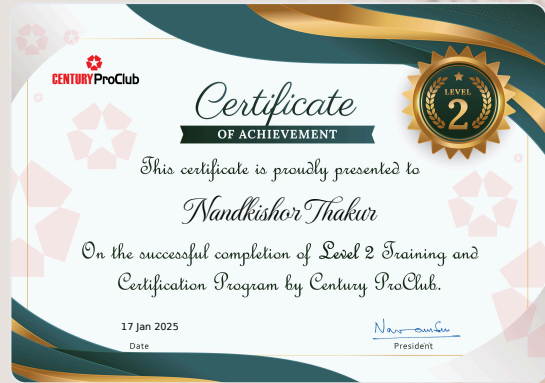 CENTURY ProClub
LEVEL
2
Certificate
OF ACHIEVEMENT
This certificate is proudly presented to
Nandkishor Thakur
On the successful completion of Level 2 Training and
Certification Program by Century ProClub.
17 Jan 2025
Date
President